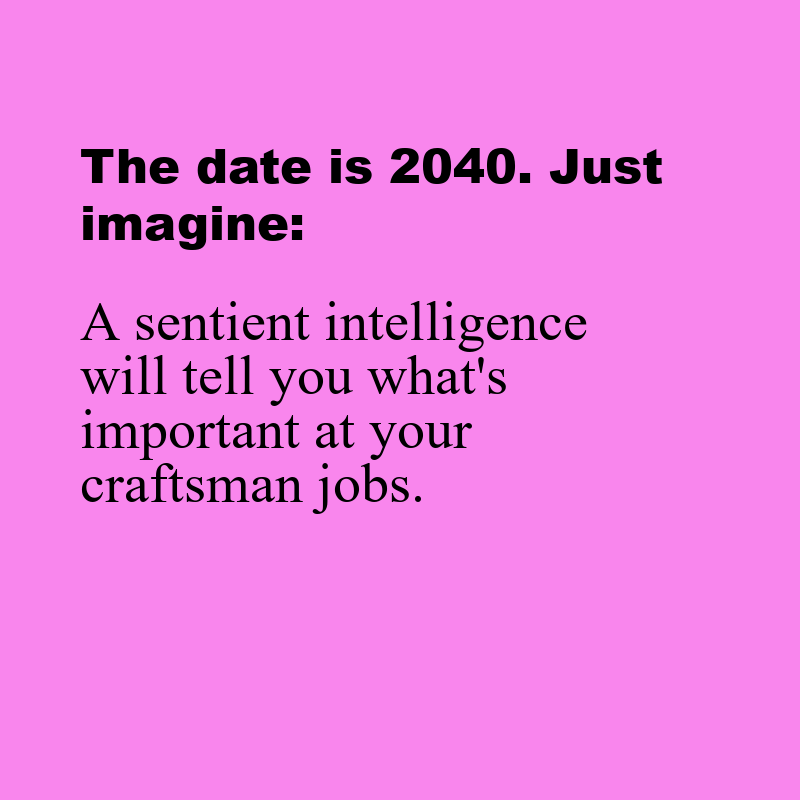 The date is 2040. Just
imagine:
A sentient intelligence
will tell you what's
important at your
craftsman jobs.